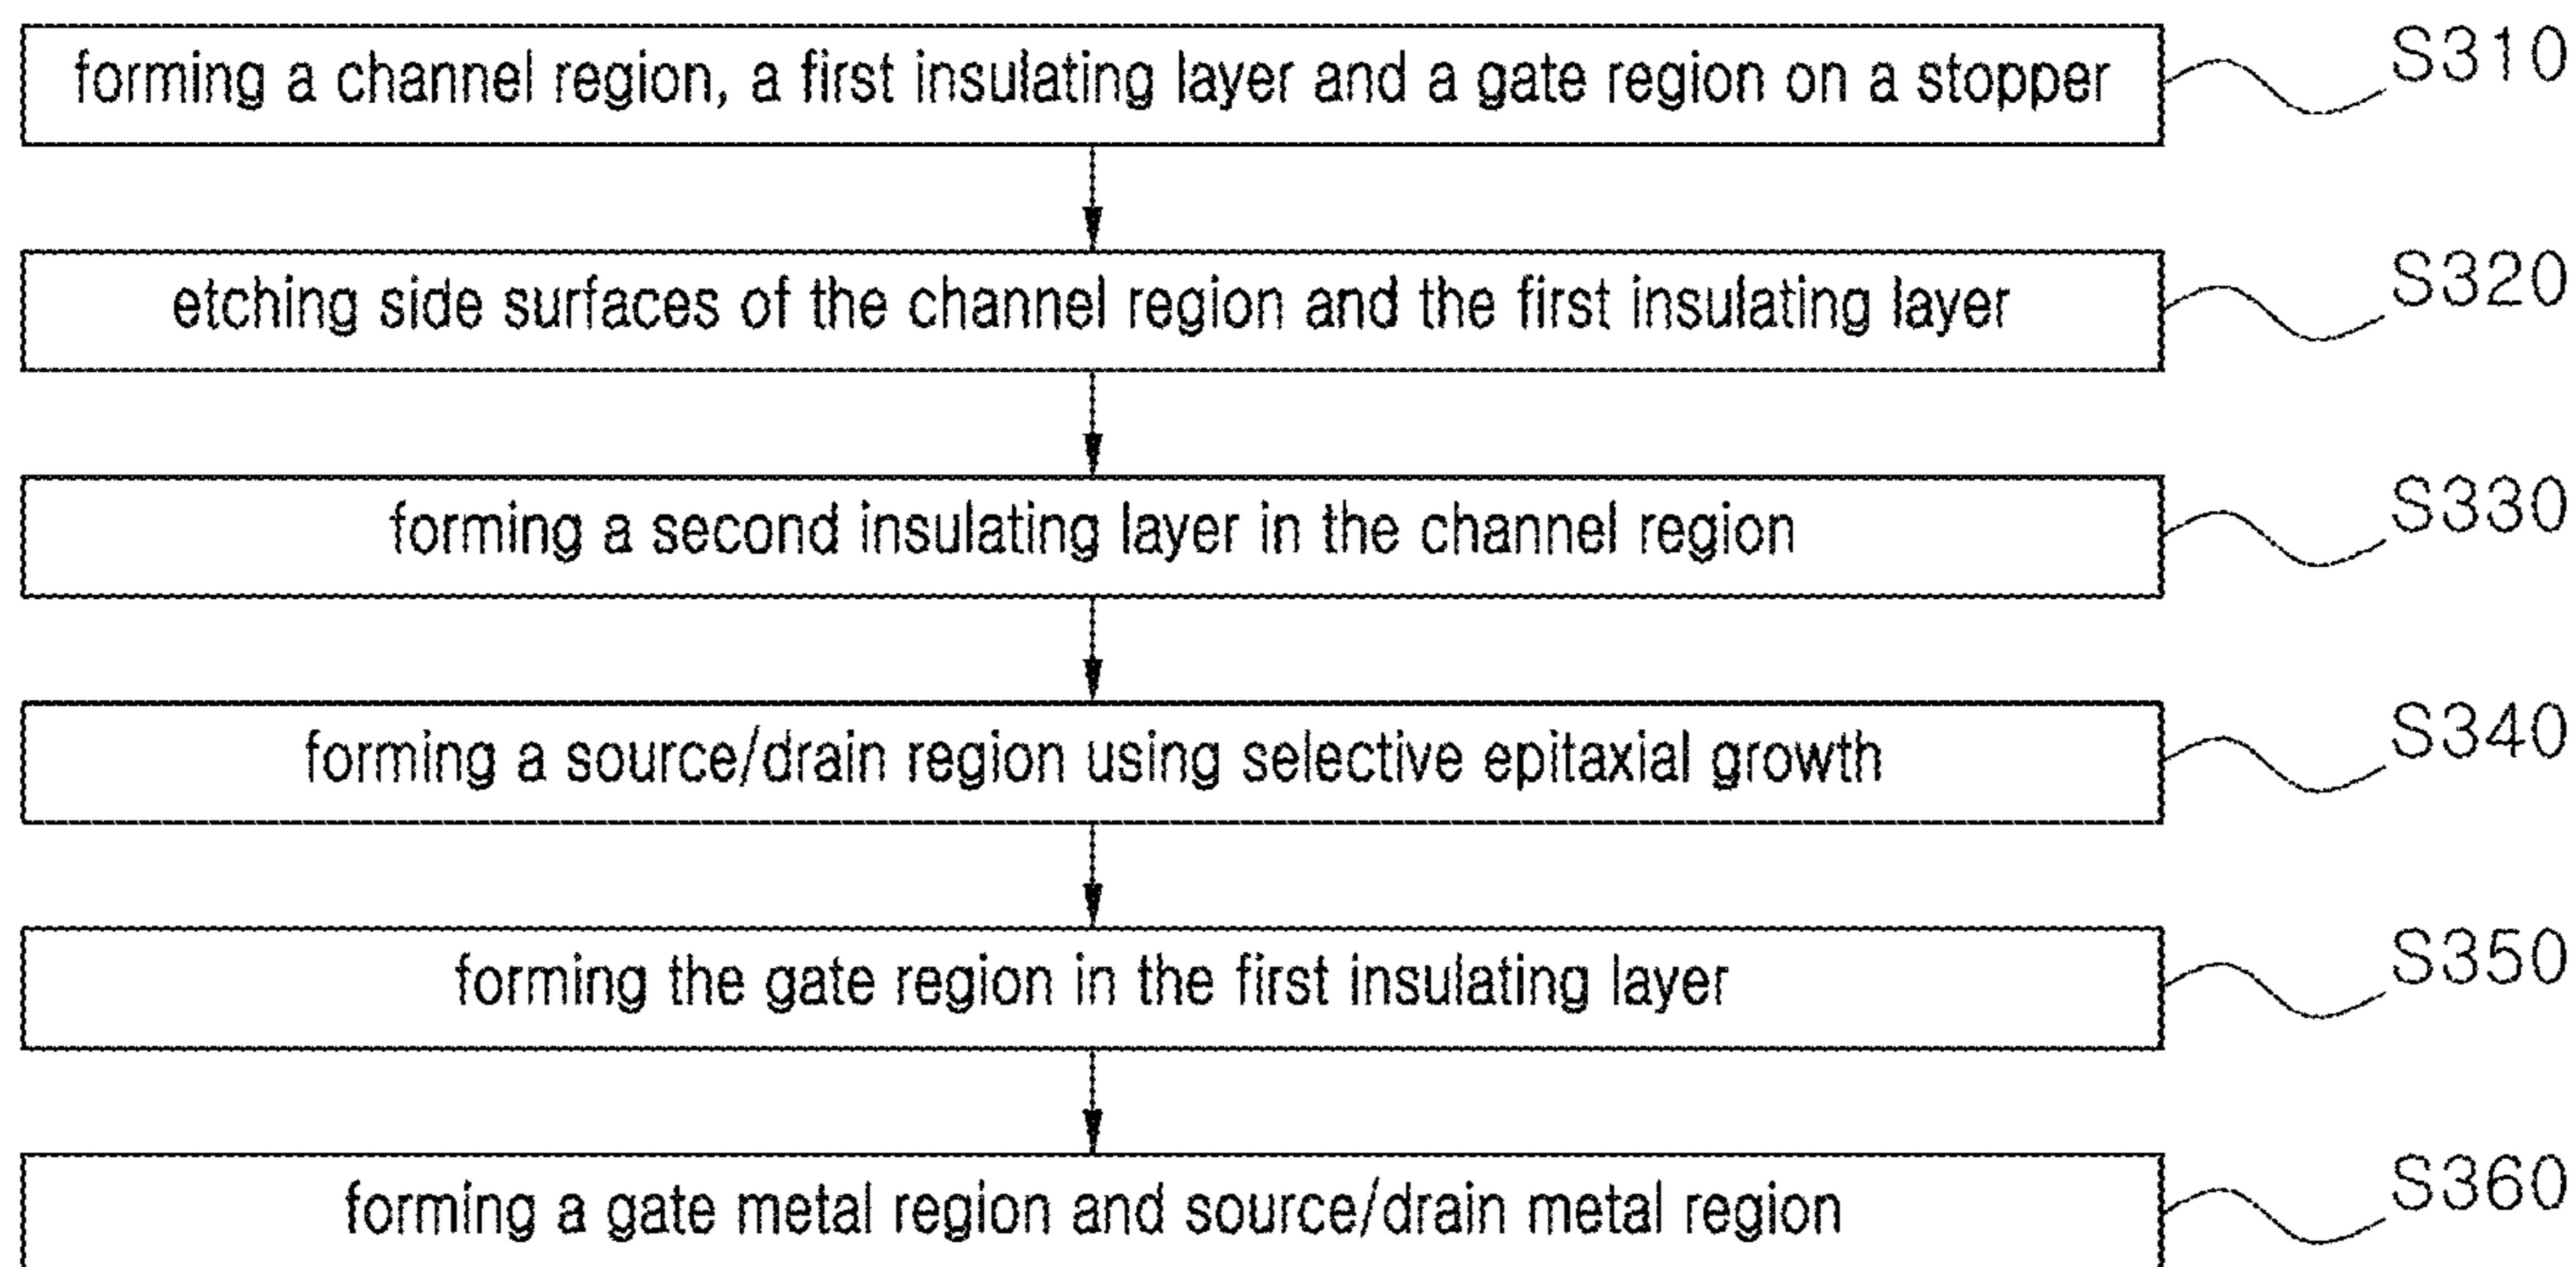 forming a channel region, a first insulating layer and a gate region on a stopper S310
etching side surfaces of the channel region and the first insulating layer S320
forming a second insulating layer in the channel region S330
forming a source/drain region using selective epitaxial growth S340
forming the gate region in the first insulating layer S350
forming a gate metal region and source/drain metal region S360